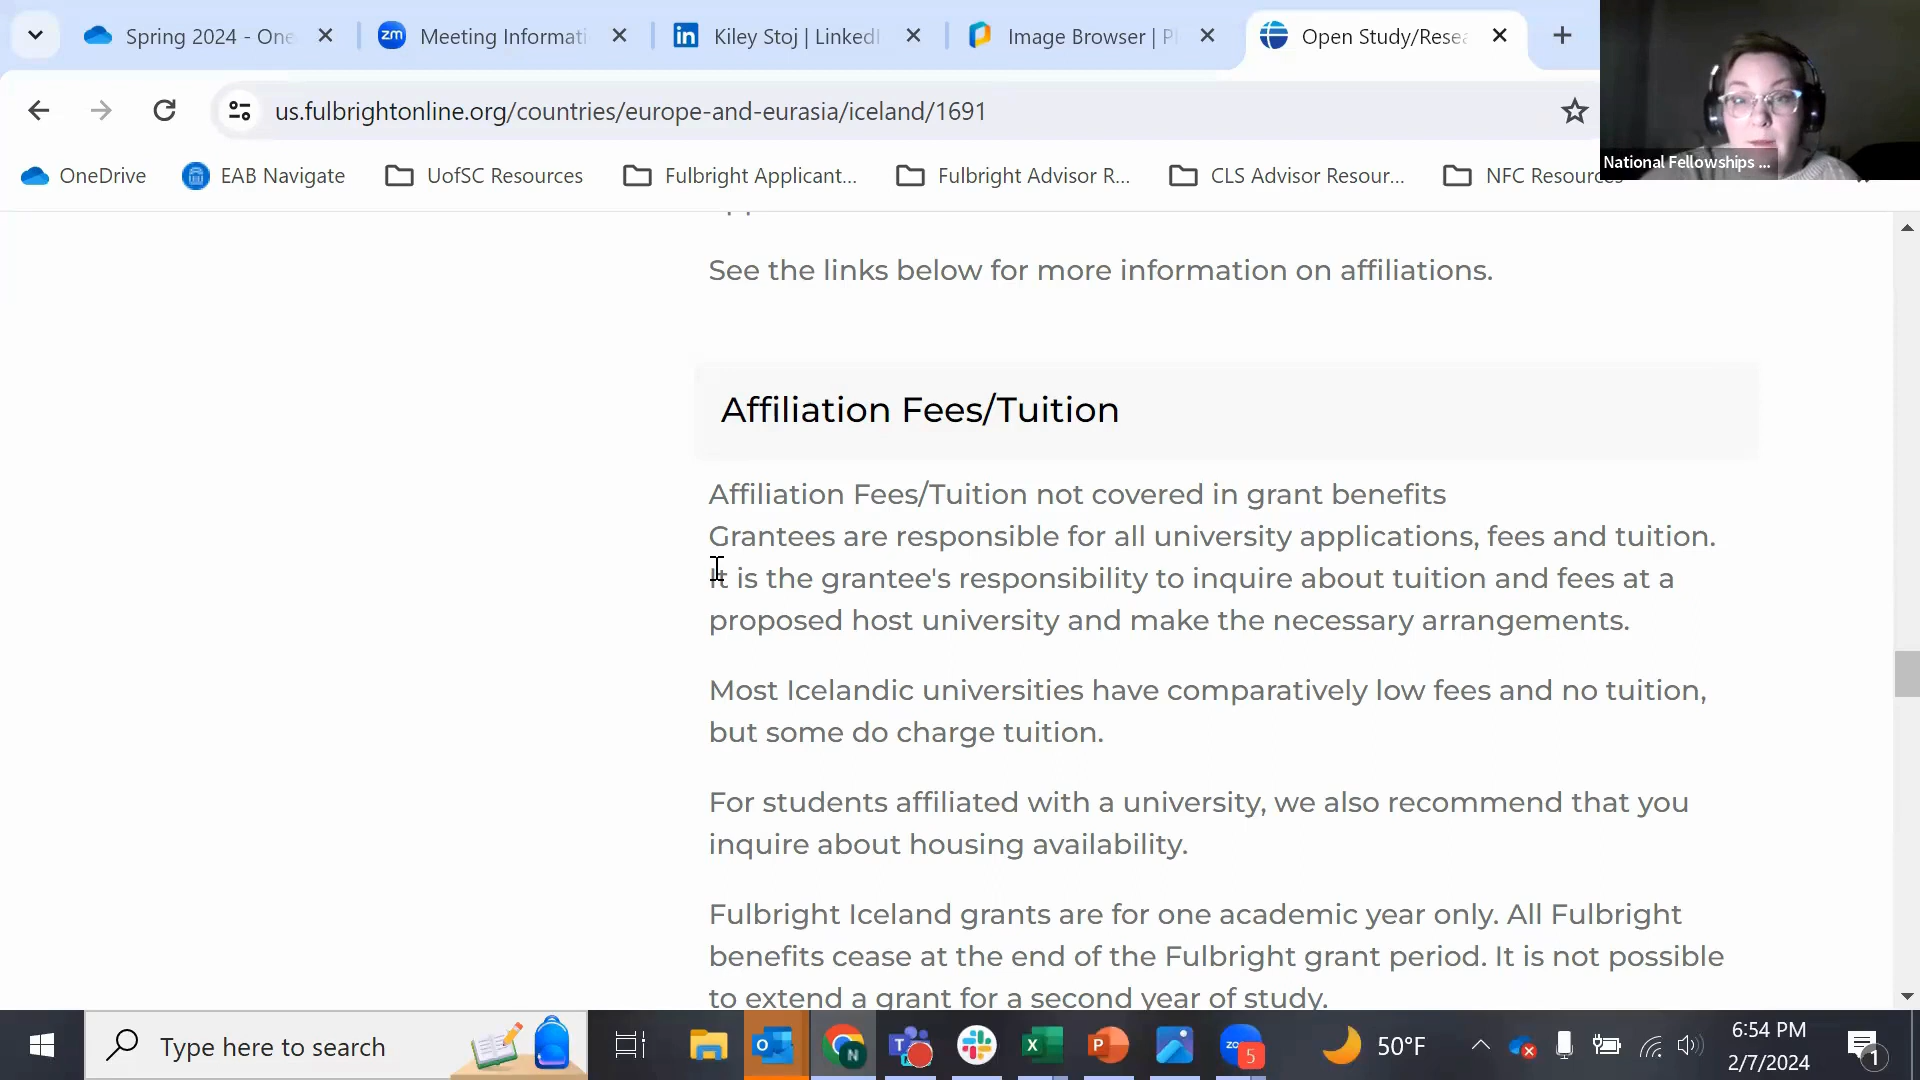 Spring 2024 - One
Meeting Informati
Kiley Stoj | LinkedI
Image Browser | P
Open Study/Resea
us.fulbrightonline.org/countries/europe-and-eurasia/iceland/1691
National Fellowships ...
OneDrive
EAB Navigate
UofSC Resources
Fulbright Applicant...
Fulbright Advisor R...
CLS Advisor Resour...
NFC Resources
See the links below for more information on affiliations.
Affiliation Fees/Tuition
Affiliation Fees/Tuition not covered in grant benefits
Grantees are responsible for all university applications, fees and tuition.
It is the grantee's responsibility to inquire about tuition and fees at a
proposed host university and make the necessary arrangements.
Most Icelandic universities have comparatively low fees and no tuition,
but some do charge tuition.
For students affiliated with a university, we also recommend that you
inquire about housing availability.
Fulbright Iceland grants are for one academic year only. All Fulbright
benefits cease at the end of the Fulbright grant period. It is not possible
to extend a grant for a second year of study.
Type here to search
50°F
6:54 PM
2/7/2024
1